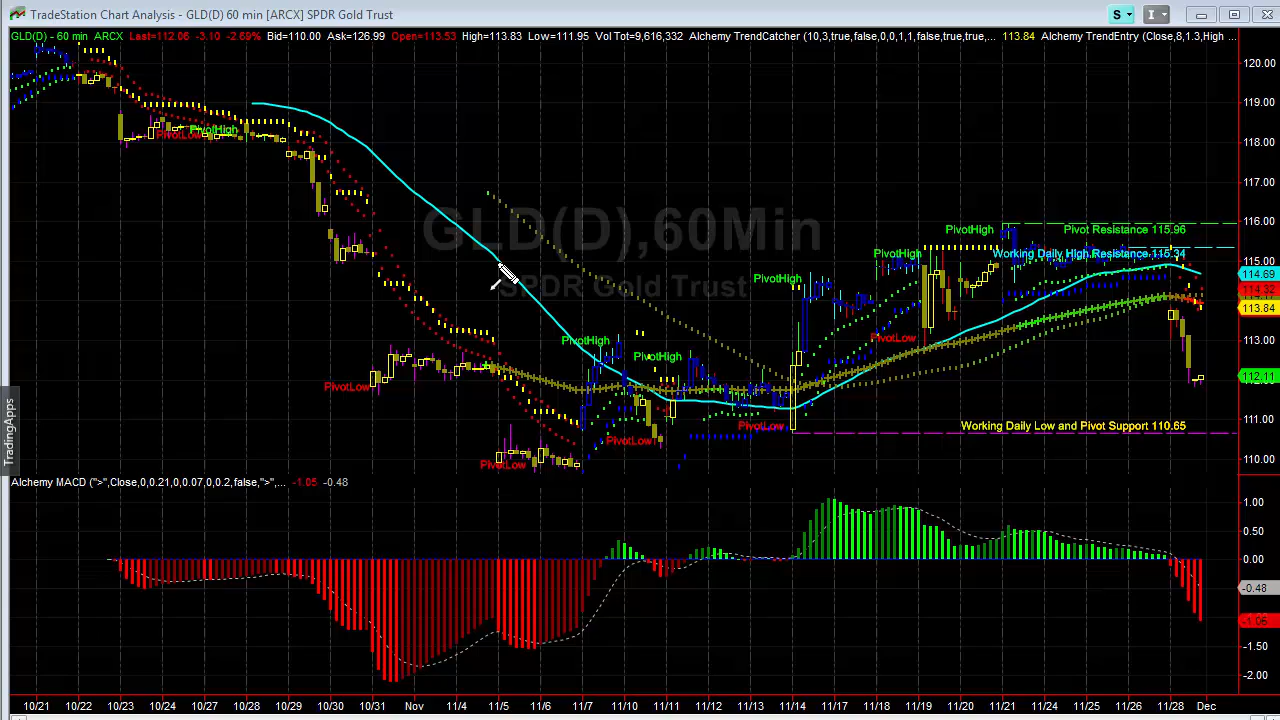 TradeStation Chart Analysis - GLD(D) 60 min [ARCX] SPDR Gold Trust
S
I
GLD(D) - 60 min ARCX Last=112.06 -3.10 -2.69% Bid=110.00 Ask=126.99 Open=113.53 High=113.83 Low=111.95 Vol Tot=9,616,332 Alchemy TrendCatcher (10,3,true,false,0,0,1,1,false,true,true,... 113.84 Alchemy TrendEntry (Close,8,1.3,High ...
120.00
119.00
118.00
117.00
116.00
115.00
114.69
114.32
113.84
113.00
112.11
111.00
110.00
GLD(D),60Min
SPDR Gold Trust
PivotLow
PivotHigh
PivotHigh
Pivot Resistance 115.96
PivotHigh
Working Daily High Resistance 115.34
PivotHigh
PivotLow
PivotHigh
PivotHigh
PivotLow
PivotLow
Working Daily Low and Pivot Support 110.65
PivotLow
PivotLow
TradingApps
Alchemy MACD (">",Close,0,0.21,0,0.07,0,0.2,false,">",... -1.05 -0.48
1.00
0.50
0.00
-0.48
-1.06
-1.50
-2.00
10/21 10/22 10/23 10/24 10/27 10/28 10/29 10/30 10/31 Nov 11/4 11/5 11/6 11/7 11/10 11/11 11/12 11/13 11/14 11/17 11/18 11/19 11/20 11/21 11/24 11/25 11/26 11/28 Dec